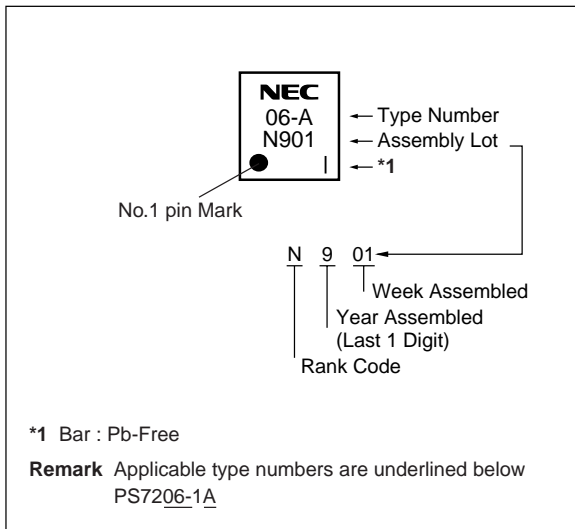 NEC
06-A
N901
|
Type Number
Assembly Lot
*1
No.1 pin Mark
N 9 01
Week Assembled
Year Assembled
(Last 1 Digit)
Rank Code
*1 Bar : Pb-Free
Remark Applicable type numbers are underlined below
PS7206-1A